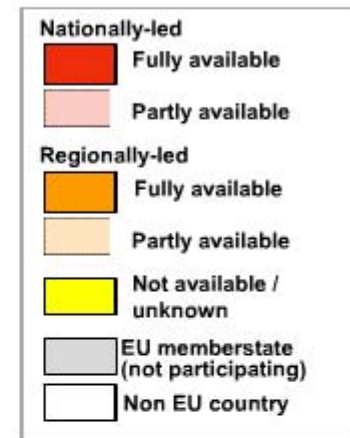 Nationally-led
Fully available
Partly available
Regionally-led
Fully available
Partly available
Not available /
unknown
EU memberstate
(not participating)
Non EU country